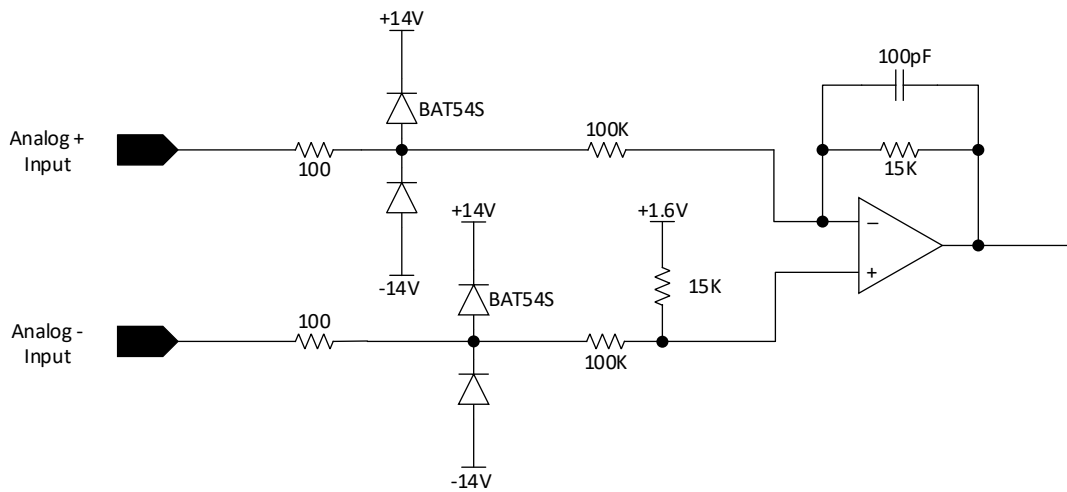 +14V
100pF
BAT54S
Analog +
Input
100K
100
15K
+14V
+1.6V
−
-14V
+
15K
BAT54S
Analog -
Input
100
100K
-14V